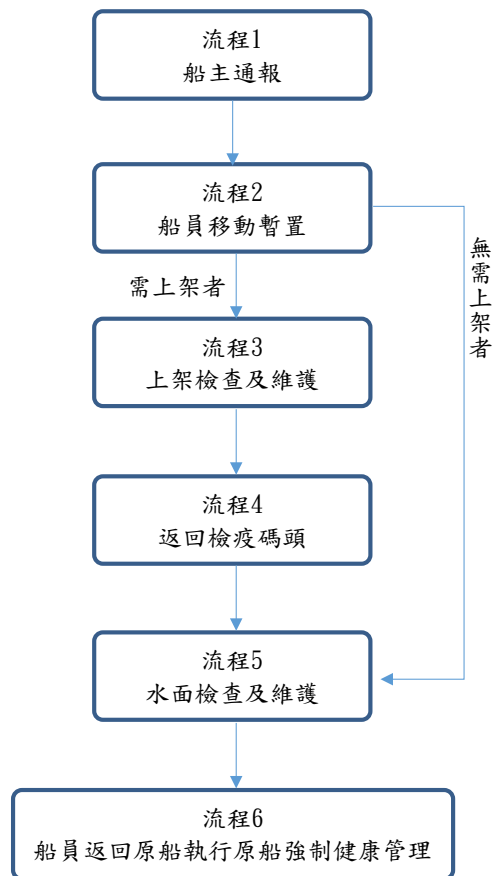 流程1
船主通報
流程2
船員移動暫置
需上架者
無需上架者
流程3
上架檢查及維護
流程4
返回檢疫碼頭
流程5
水面檢查及維護
流程6
船員返回原船執行原船強制健康管理